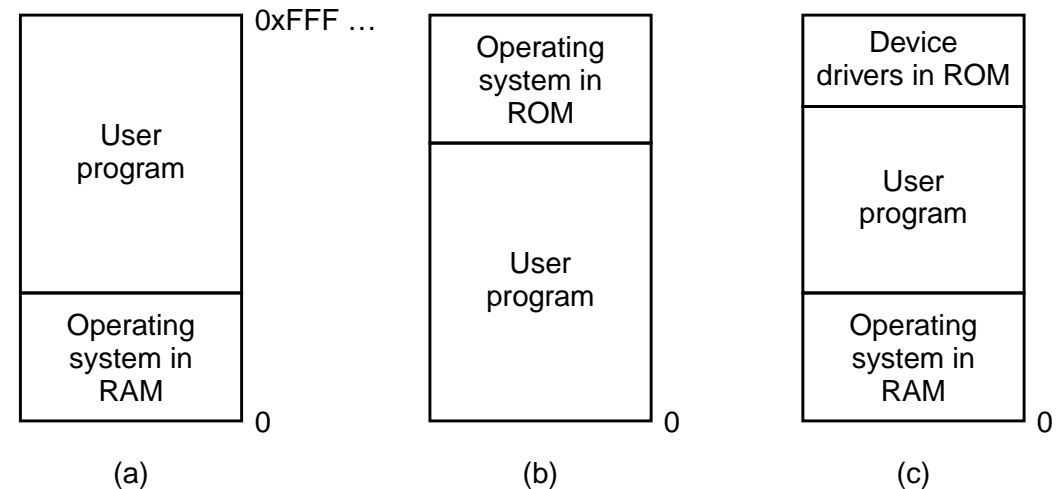 User
program
Operating
system in
RAM
0xFFF …
0
(a)
Operating
system in
ROM
User
program
0
(b)
Device
drivers in ROM
User
program
Operating
system in
RAM
0
(c)